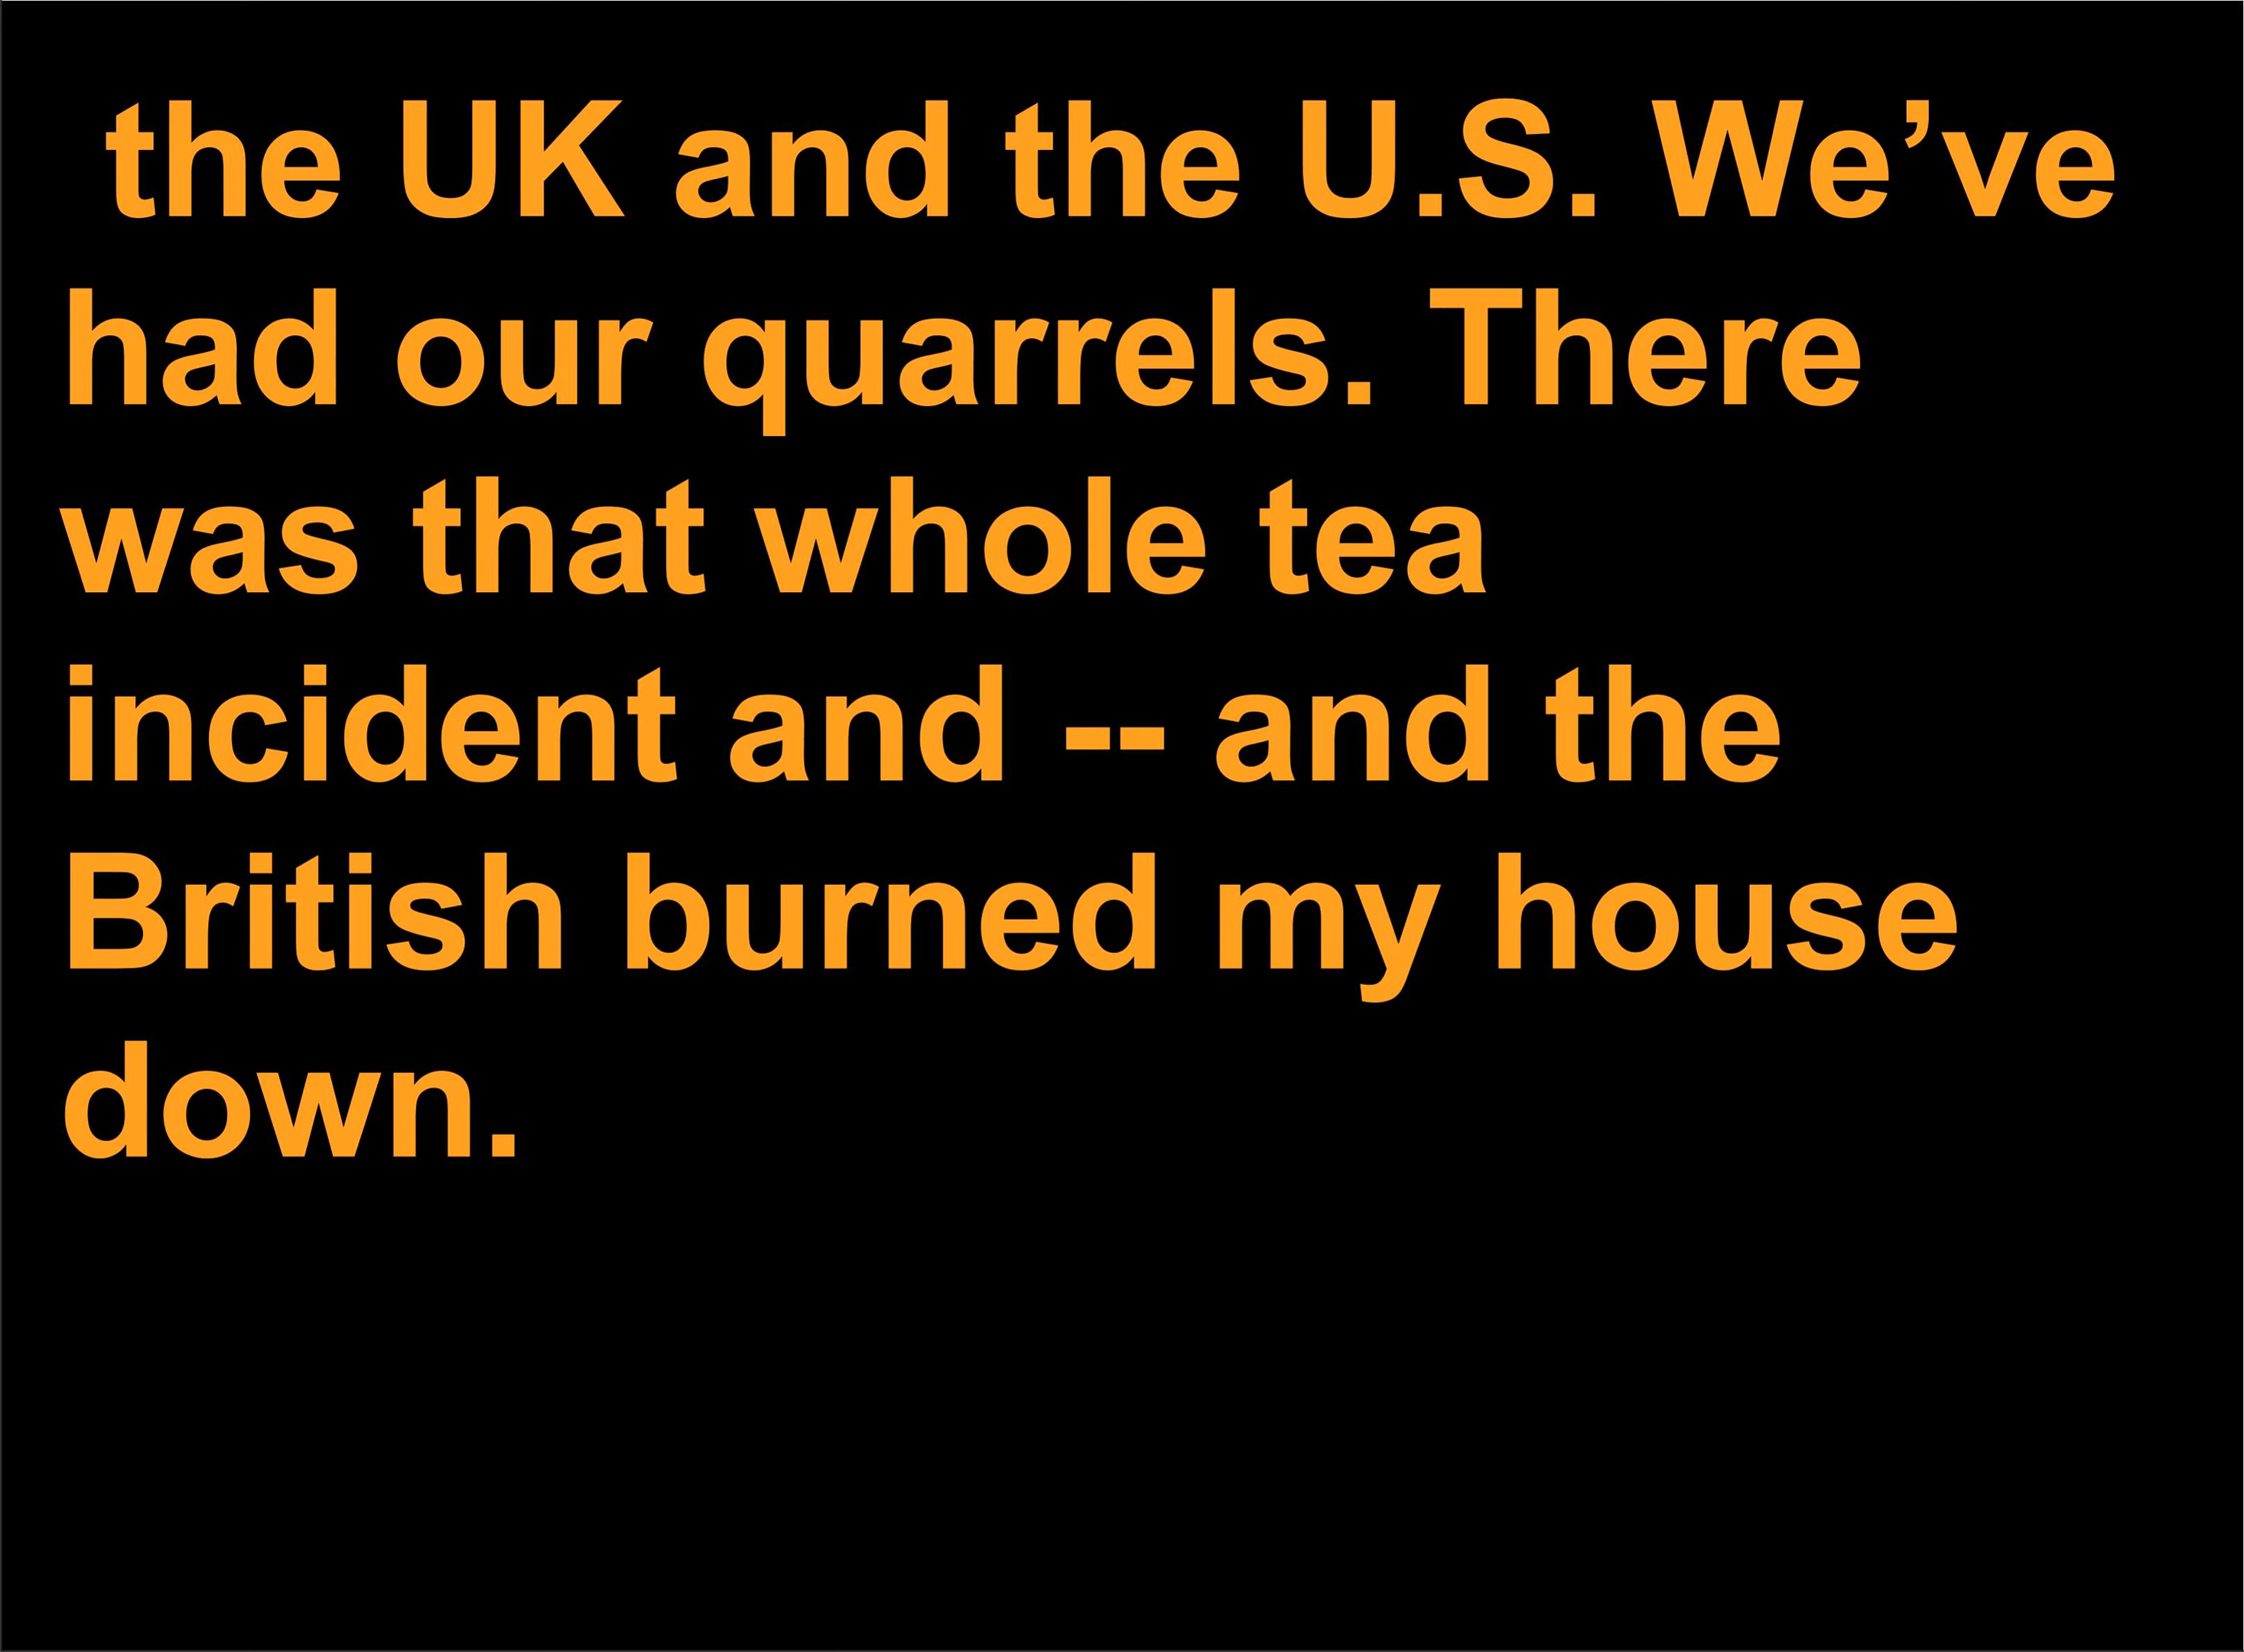 the UK and the U.S. We’ve
had our quarrels. There
was that whole tea
incident and -- and the
British burned my house
down.